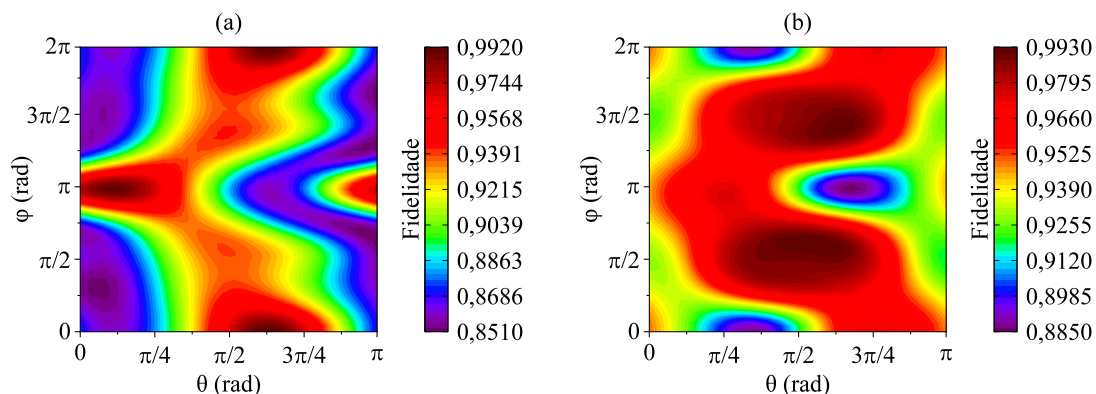 (a)
2π
3π/2
π
π/2
0
φ (rad)
0
π/4
π/2
3π/4
π
θ (rad)
Fidelidade
0,9920
0,9744
0,9568
0,9391
0,9215
0,9039
0,8863
0,8686
0,8510
(b)
2π
3π/2
π
π/2
0
φ (rad)
0
π/4
π/2
3π/4
π
θ (rad)
Fidelidade
0,9930
0,9795
0,9660
0,9525
0,9390
0,9255
0,9120
0,8985
0,8850